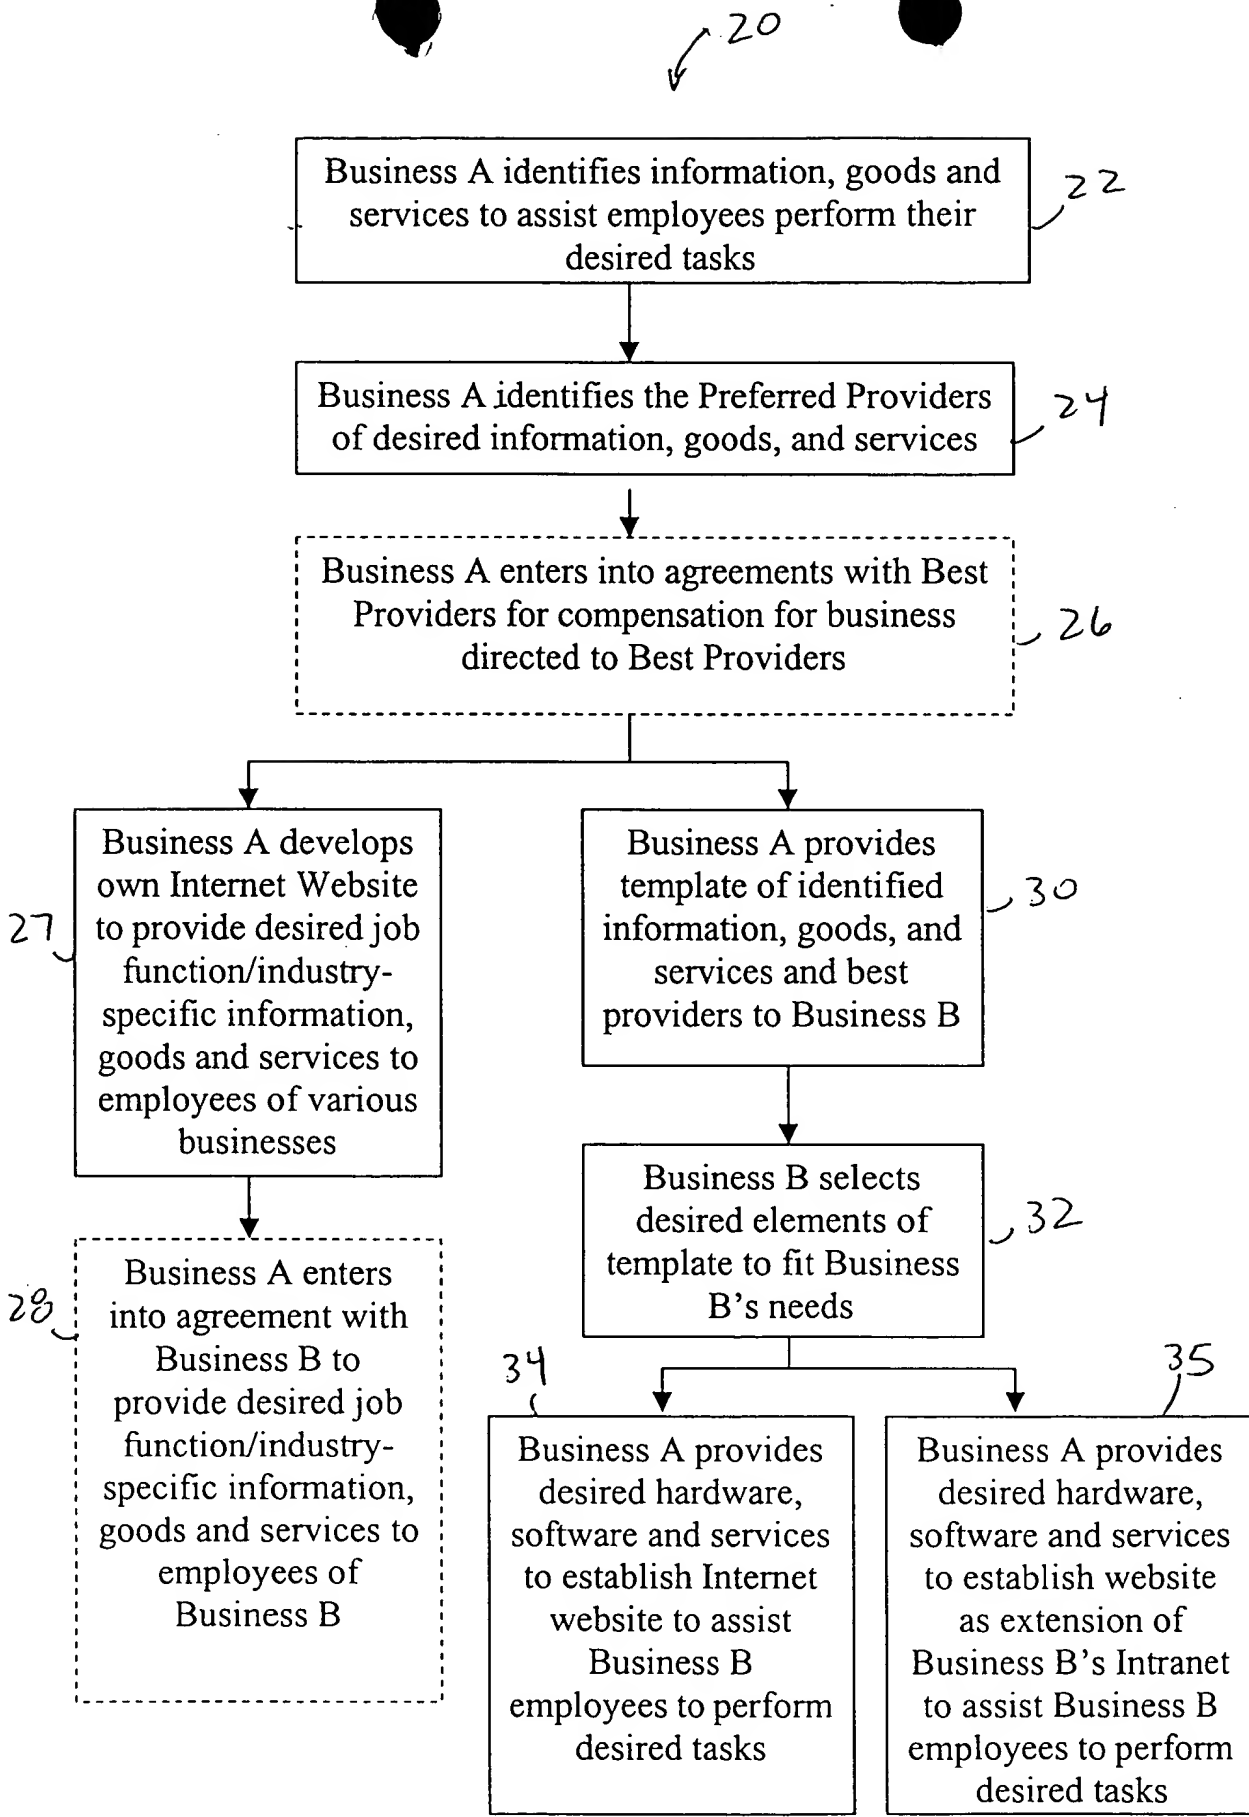 20
Business A identifies information, goods and
services to assist employees perform their
desired tasks
22
Business A identifies the Preferred Providers
of desired information, goods, and services
24
Business A enters into agreements with Best
Providers for compensation for business
directed to Best Providers
26
Business A develops
own Internet Website
to provide desired job
function/industry-
specific information,
goods and services to
employees of various
businesses
27
Business A provides
template of identified
information, goods, and
services and best
providers to Business B
30
Business B selects
desired elements of
template to fit Business
B's needs
32
Business A enters
into agreement with
Business B to
provide desired job
function/industry-
specific information,
goods and services to
employees of
Business B
28
34
Business A provides
desired hardware,
software and services
to establish Internet
website to assist
Business B
employees to perform
desired tasks
35
Business A provides
desired hardware,
software and services
to establish website
as extension of
Business B's Intranet
to assist Business B
employees to perform
desired tasks